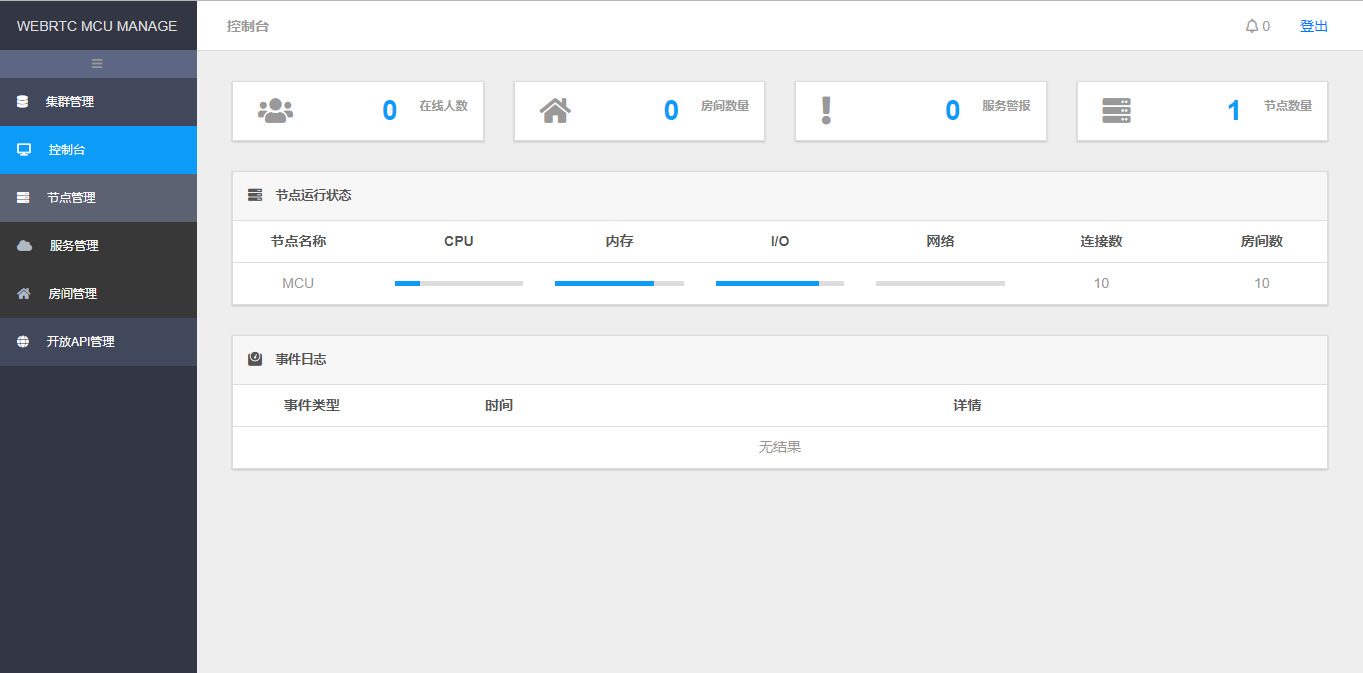 WEBRTC MCU MANAGE
控制台
0
登出
集群管理
控制台
节点管理
服务管理
房间管理
开放API管理
0 在线人数
0 房间数量
0 服务警报
1 节点数量
节点运行状态
节点名称 CPU 内存 I/O 网络 连接数 房间数
MCU 10 10
事件日志
事件类型 时间 详情
无结果